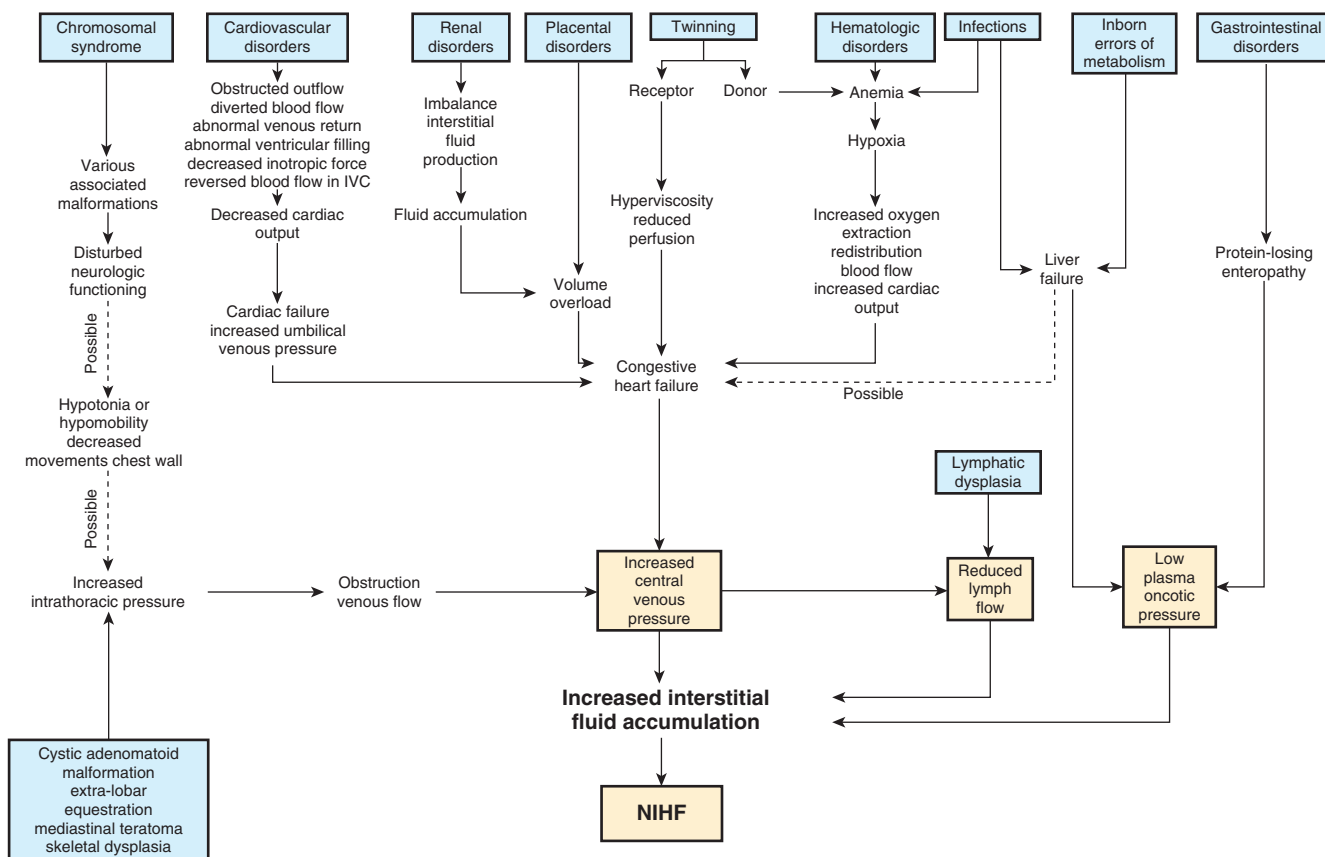 Chromosomal
syndrome
Cardiovascular
disorders
Renal
disorders
Placental
disorders
Twinning
Hematologic
disorders
Infections
Inborn
errors of
metabolism
Gastrointestinal
disorders
Various
associated
malformations
Disturbed
neurologic
functioning
Possible
Hypotonia or
hypomobility
decreased
movements chest wall
Possible
Increased
intrathoracic pressure
Cystic adenomatoid
malformation
extra-lobar
equestration
mediastinal teratoma
skeletal dysplasia
Obstructed outflow
diverted blood flow
abnormal venous return
abnormal ventricular filling
decreased inotropic force
reversed blood flow in IVC
Decreased cardiac
output
Cardiac failure
increased umbilical
venous pressure
Imbalance
interstitial
fluid
production
Fluid accumulation
Volume
overload
Receptor
Donor
Hyperviscosity
reduced
perfusion
Anemia
Hypoxia
Increased oxygen
extraction
redistribution
blood flow
increased cardiac
output
Liver
failure
Protein-losing
enteropathy
Congestive
heart failure
Possible
Lymphatic
dysplasia
Obstruction
venous flow
Increased
central
venous
pressure
Reduced
lymph
flow
Low
plasma
oncotic
pressure
Increased interstitial
fluid accumulation
NIHF